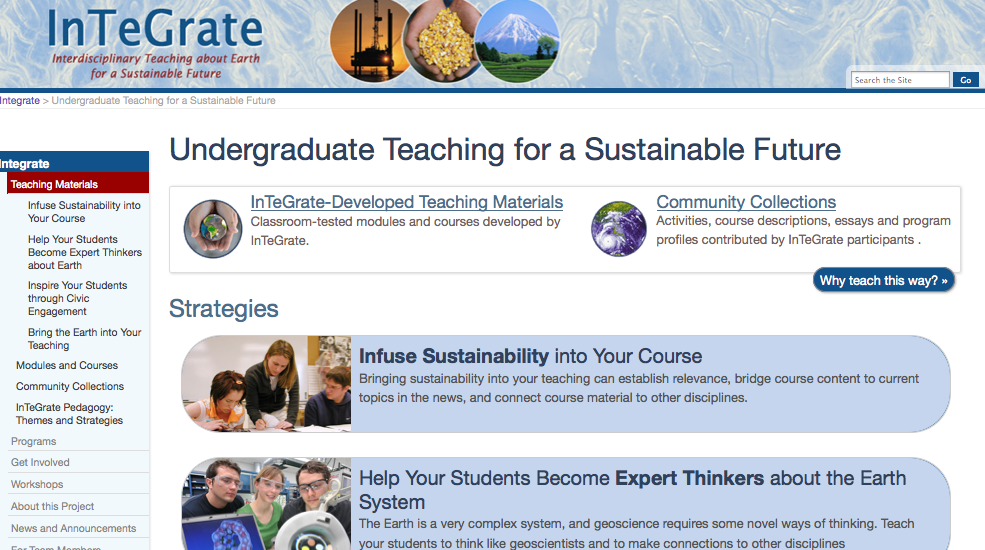 InTeGrate
Interdisciplinary Teaching about Earth
for a Sustainable Future
Search the Site
Go
Integrate > Undergraduate Teaching for a Sustainable Future
Integrate
Teaching Materials
Infuse Sustainability into
Your Course
Help Your Students
Become Expert Thinkers
about Earth
Inspire Your Students
through Civic
Engagement
Bring the Earth into Your
Teaching
Modules and Courses
Community Collections
InTeGrate Pedagogy:
Themes and Strategies
Programs
Get Involved
Workshops
About this Project
News and Announcements
For Team Members
Undergraduate Teaching for a Sustainable Future
InTeGrate-Developed Teaching Materials
Classroom-tested modules and courses developed by
InTeGrate.
Community Collections
Activities, course descriptions, essays and program
profiles contributed by InTeGrate participants .
Why teach this way? »
Strategies
Infuse Sustainability into Your Course
Bringing sustainability into your teaching can establish relevance, bridge course content to current
topics in the news, and connect course material to other disciplines.
Help Your Students Become Expert Thinkers about the Earth
System
The Earth is a very complex system, and geoscience requires some novel ways of thinking. Teach
your students to think like geoscientists and to make connections to other disciplines